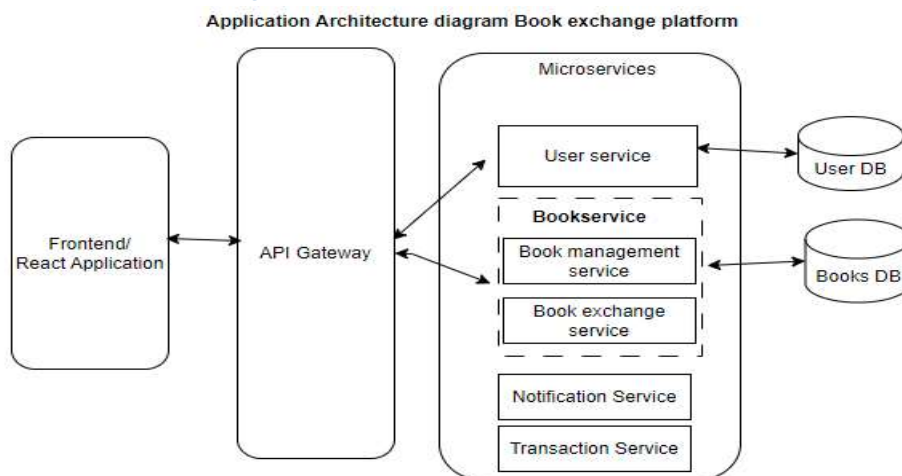 Application Architecture diagram Book exchange platform
Microservices
Frontend/
React Application
API Gateway
User service
User DB
Bookservice
Book management
service
Books DB
Book exchange
service
Notification Service
Transaction Service